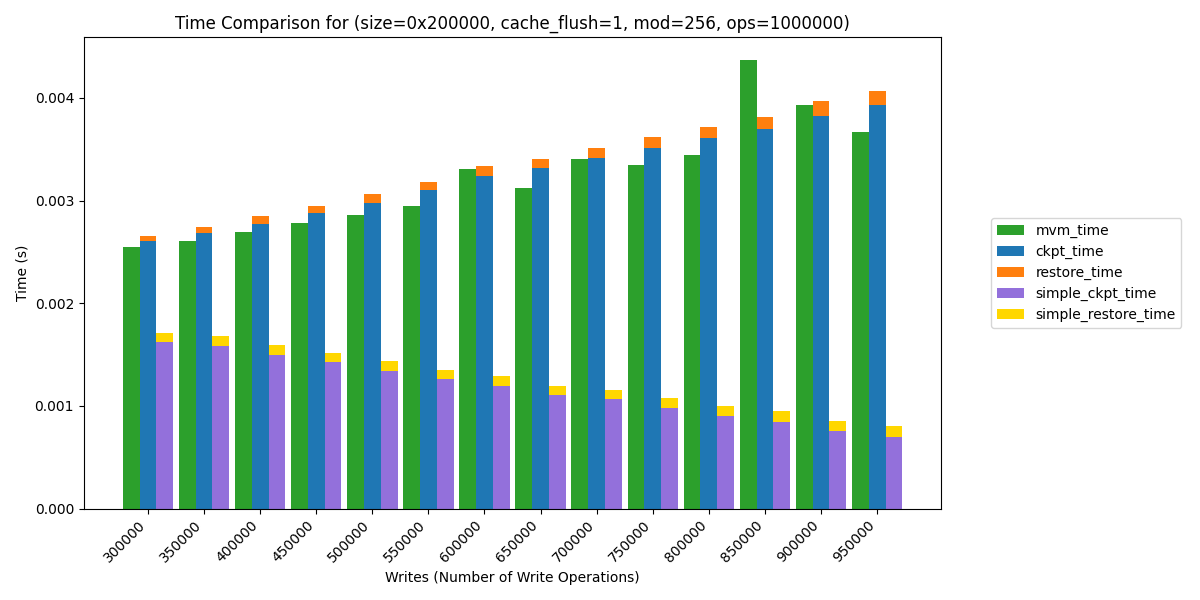 Time Comparison for (size=0x200000, cache_flush=1, mod=256, ops=1000000)
0.004
0.003
0.002
0.001
0.000
Time (s)
300000
350000
400000
450000
500000
550000
600000
650000
700000
750000
800000
850000
900000
950000
Writes (Number of Write Operations)
mvm_time
ckpt_time
restore_time
simple_ckpt_time
simple_restore_time